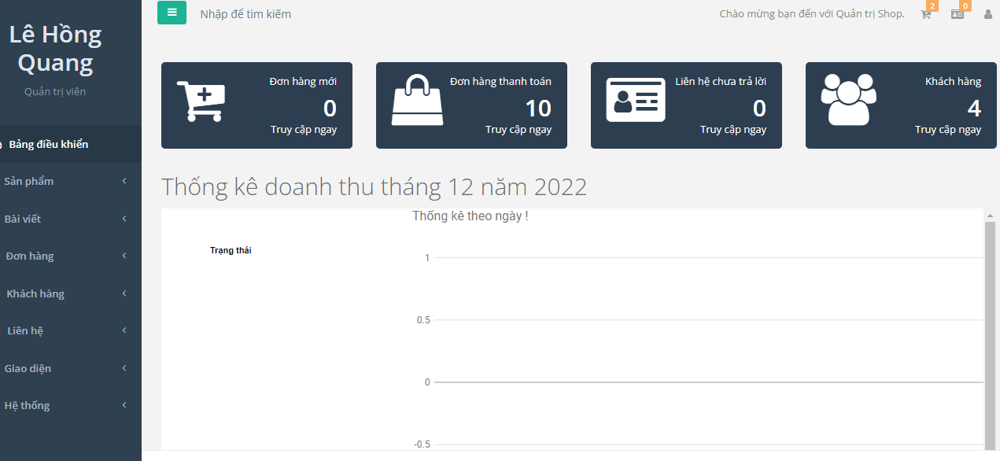 Lê Hồng
Quang
Quản trị viên
Bảng điều khiển
Sản phẩm
Bài viết
Đơn hàng
Khách hàng
Liên hệ
Giao diện
Hệ thống
Nhập để tìm kiếm
Chào mừng bạn đến với Quản trị Shop.
2
0
Đơn hàng mới
0
Truy cập ngay
Đơn hàng thanh toán
10
Truy cập ngay
Liên hệ chưa trả lời
0
Truy cập ngay
Khách hàng
4
Truy cập ngay
Thống kê doanh thu tháng 12 năm 2022
Thống kê theo ngày !
Trạng thái
1
0.5
0
-0.5